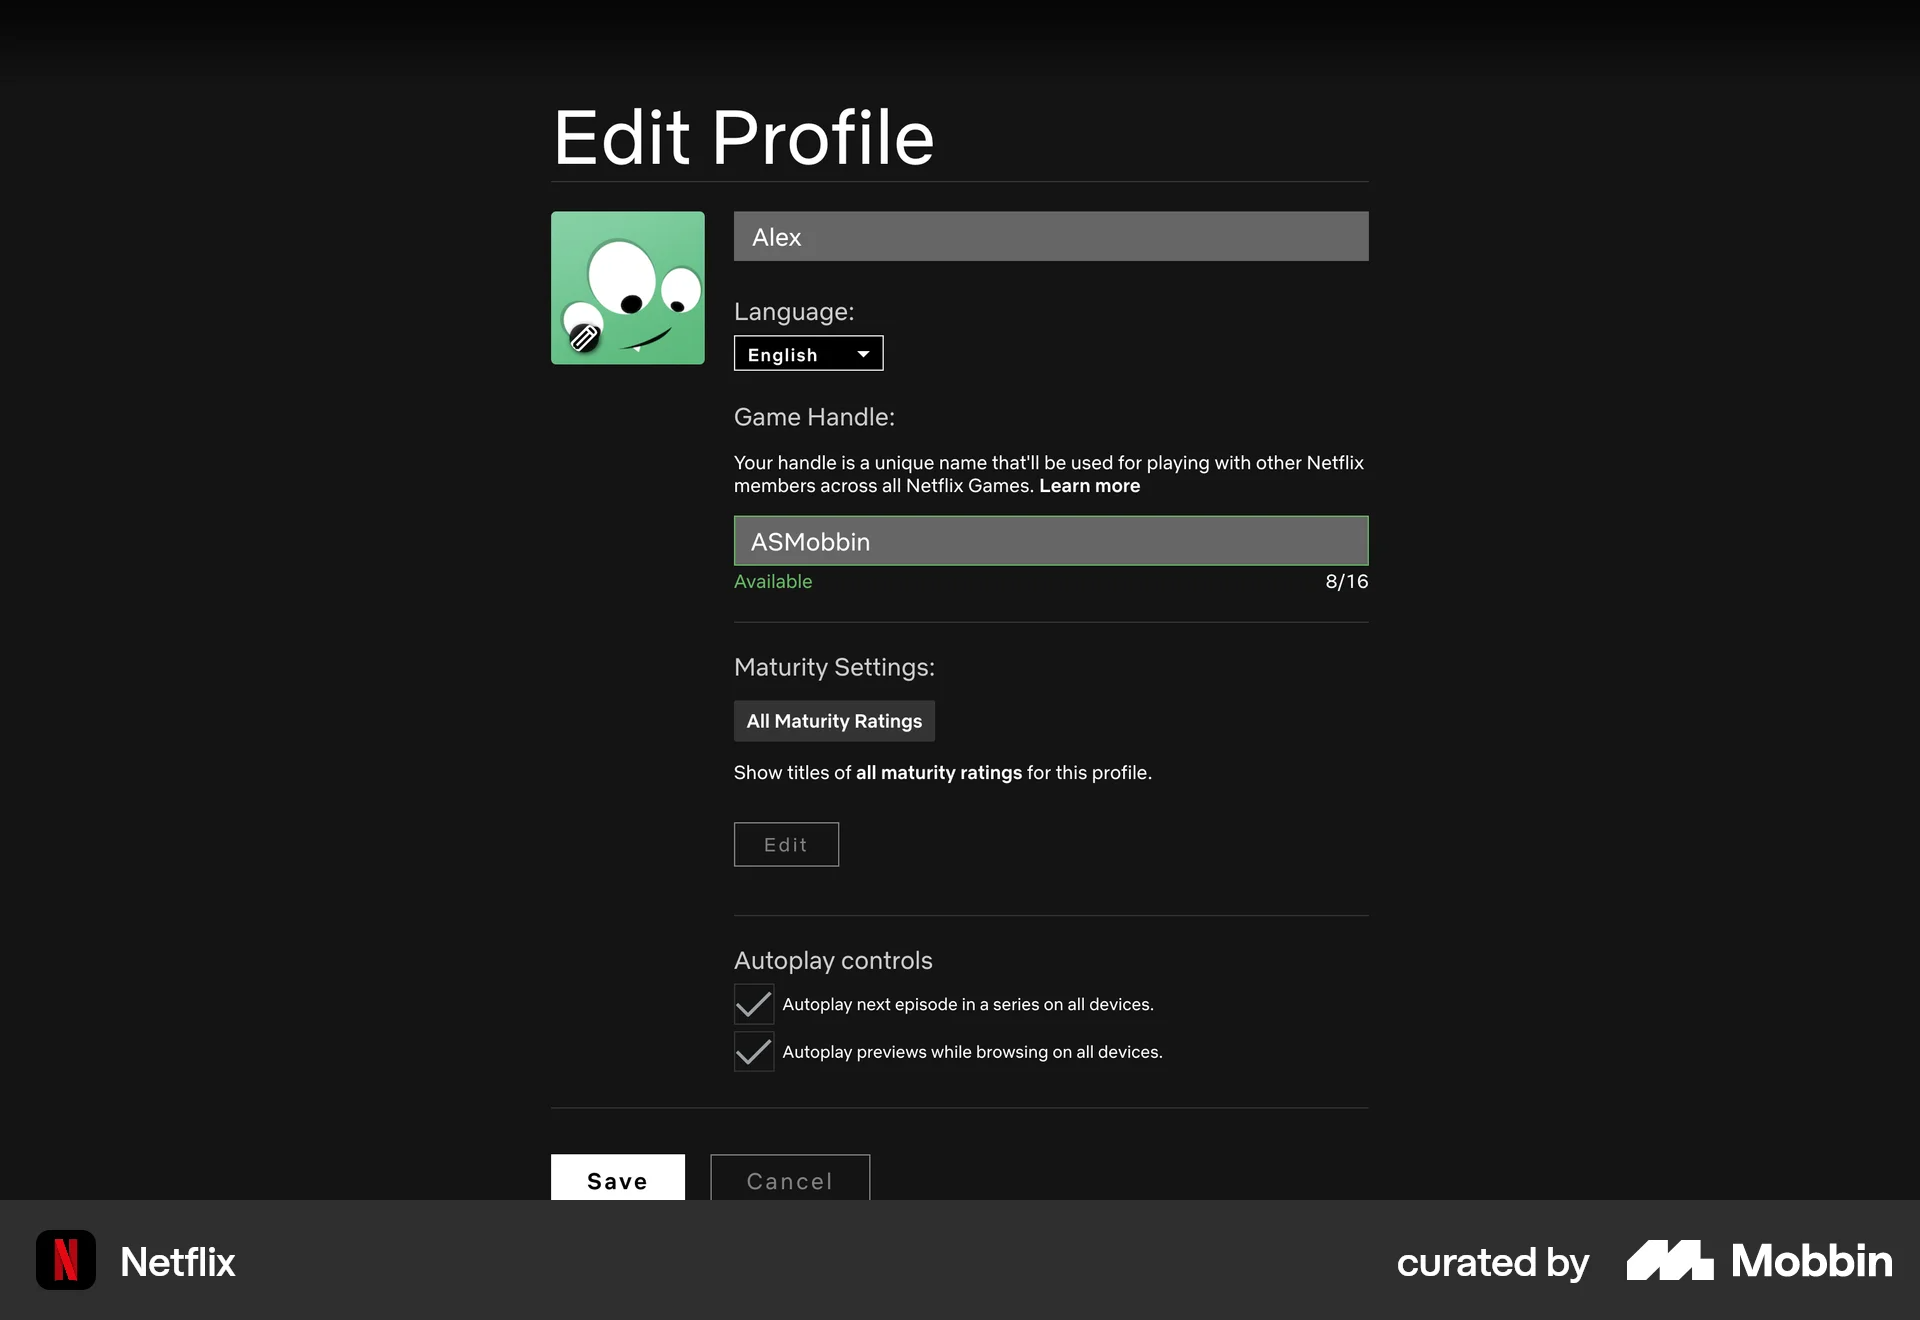 Edit Profile
Alex
Language:
English
Game Handle:
Your handle is a unique name that'll be used for playing with other Netflix
members across all Netflix Games. Learn more
ASMobbin
Available 8/16
Maturity Settings:
All Maturity Ratings
Show titles of all maturity ratings for this profile.
Edit
Autoplay controls
Autoplay next episode in a series on all devices.
Autoplay previews while browsing on all devices.
Save Cancel
N Netflix curated by Mobbin